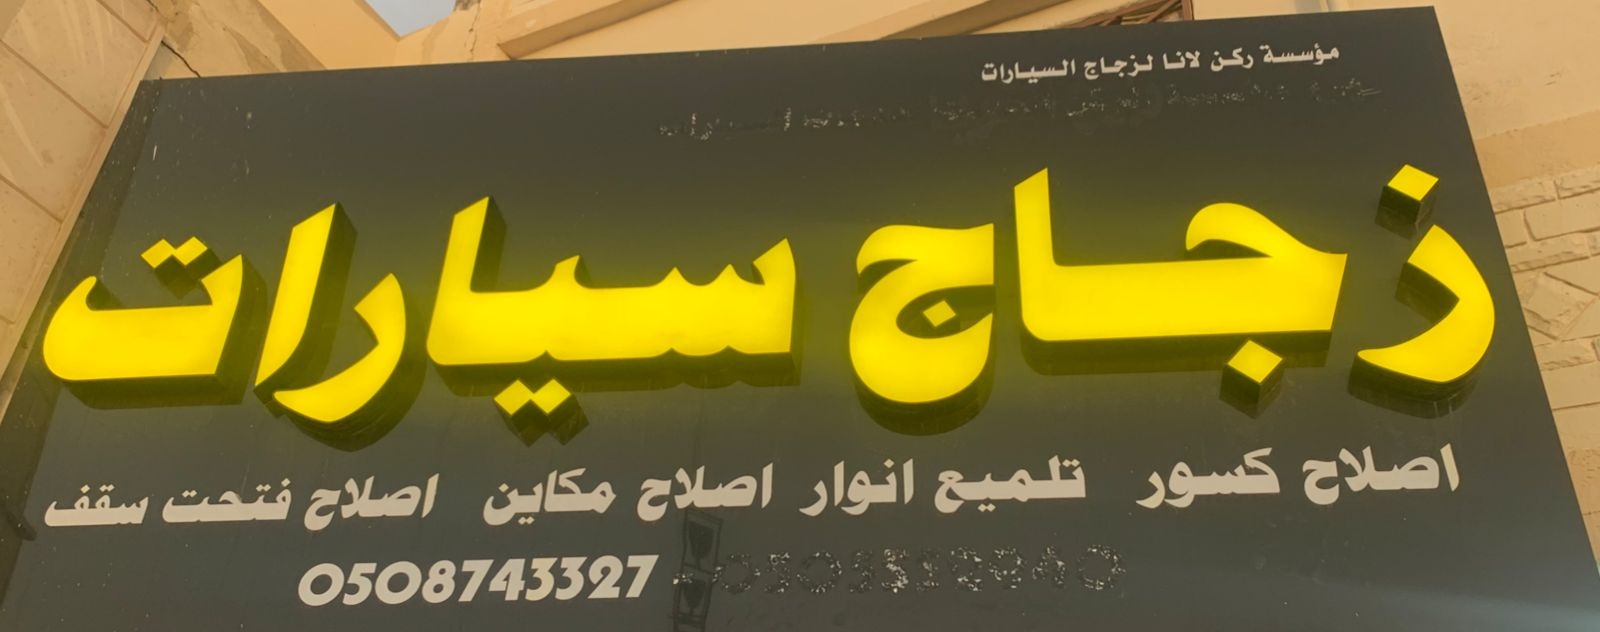 مؤسسة ركن لانا لزجاج السيارات
زجاج سيارات
اصلاح كسور تلميع انوار اصلاح مكاين اصلاح فتحت سقف
0508743327